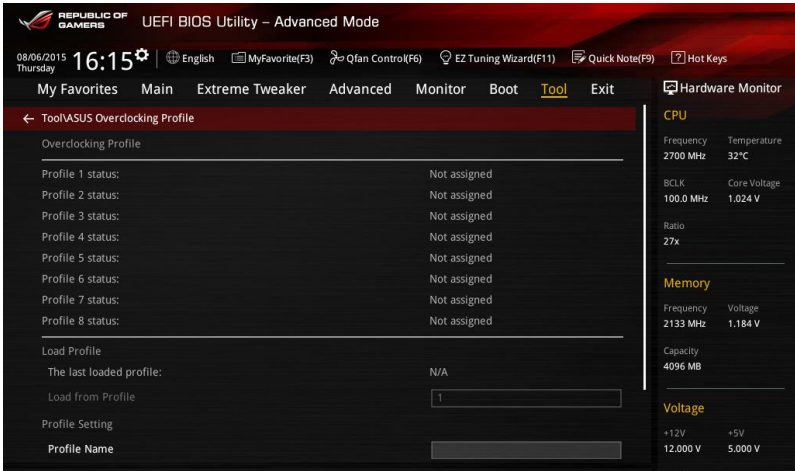 REPUBLIC OF
GAMERS
UEFI BIOS Utility – Advanced Mode
08/06/2015
Thursday
16:15
English
MyFavorite(F3)
Qfan Control(F6)
EZ Tuning Wizard(F11)
Quick Note(F9)
? Hot Keys
My Favorites
Main
Extreme Tweaker
Advanced
Monitor
Boot
Tool
Exit
Tool\ASUS Overclocking Profile
Overclocking Profile
Profile 1 status: Not assigned
Profile 2 status: Not assigned
Profile 3 status: Not assigned
Profile 4 status: Not assigned
Profile 5 status: Not assigned
Profile 6 status: Not assigned
Profile 7 status: Not assigned
Profile 8 status: Not assigned
Load Profile
The last loaded profile: N/A
Load from Profile 1
Profile Setting
Profile Name
Hardware Monitor
CPU
Frequency Temperature
2700 MHz 32°C
BCLK Core Voltage
100.0 MHz 1.024 V
Ratio
27x
Memory
Frequency Voltage
2133 MHz 1.184 V
Capacity
4096 MB
Voltage
+12V +5V
12.000 V 5.000 V